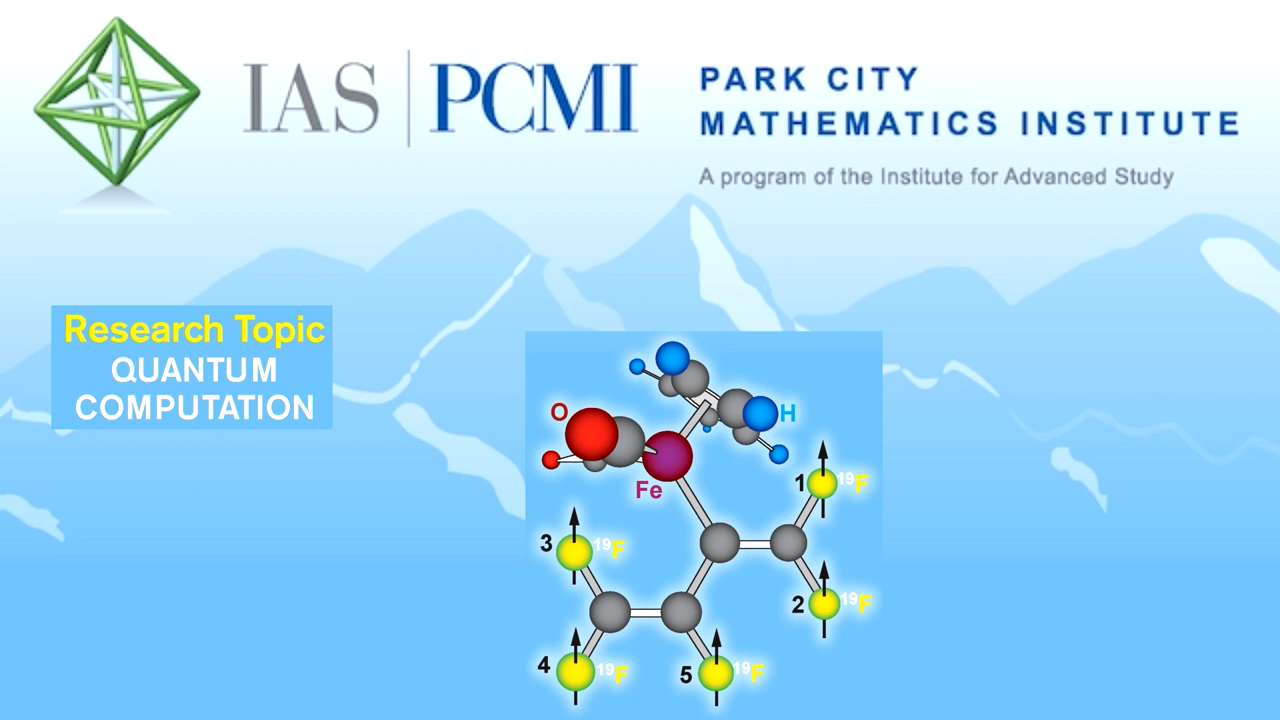 IAS | PCMI
PARK CITY
MATHEMATICS INSTITUTE
A program of the Institute for Advanced Study
Research Topic
QUANTUM
COMPUTATION
O
H
Fe
1 ¹⁹F
3 ¹⁹F
2 ¹⁹F
4 ¹⁹F
5 ¹⁹F